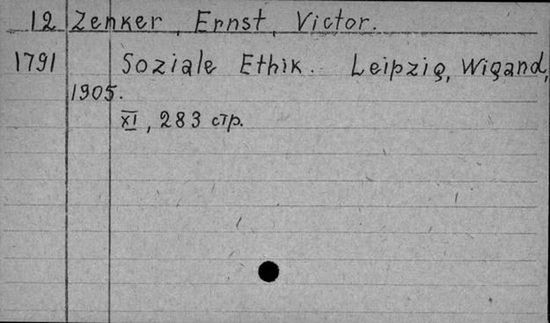 12 Zenker, Ernst, Victor.
1791 Soziale Ethik. Leipzig, Wigand,
1905.
XI, 283 стр.